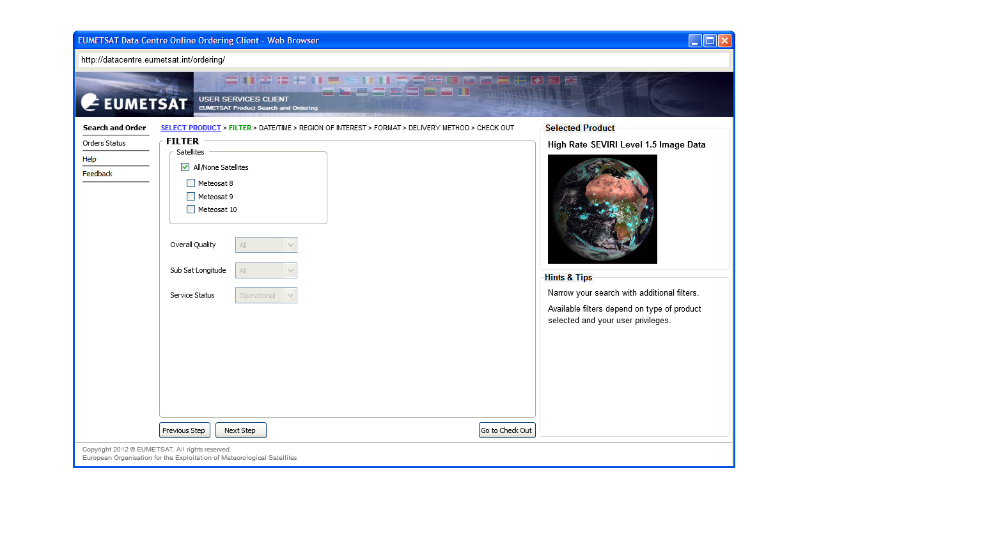 EUMETSAT Data Centre Online Ordering Client - Web Browser
http://datacentre.eumetsat.int/ordering/
EUMETSAT
USER SERVICES CLIENT
EUMETSAT Product Search and Ordering
Search and Order
Orders Status
Help
Feedback
SELECT PRODUCT > FILTER > DATE/TIME > REGION OF INTEREST > FORMAT > DELIVERY METHOD > CHECK OUT
FILTER
Satellites
All/None Satellites
Meteosat 8
Meteosat 9
Meteosat 10
Overall Quality All
Sub Sat Longitude All
Service Status Operational
Previous Step
Next Step
Go to Check Out
Selected Product
High Rate SEVIRI Level 1.5 Image Data
Hints & Tips
Narrow your search with additional filters.
Available filters depend on type of product
selected and your user privileges.
Copyright 2012 © EUMETSAT. All rights reserved.
European Organisation for the Exploitation of Meteorological Satellites